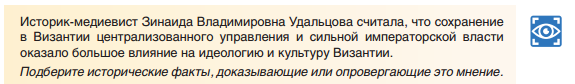 Историк-медиевист Зинаида Владимировна Удальцова считала, что сохранение
в Византии централизованного управления и сильной императорской власти
оказало большое влияние на идеологию и культуру Византии.
Подберите исторические факты, доказывающие или опровергающие это мнение.